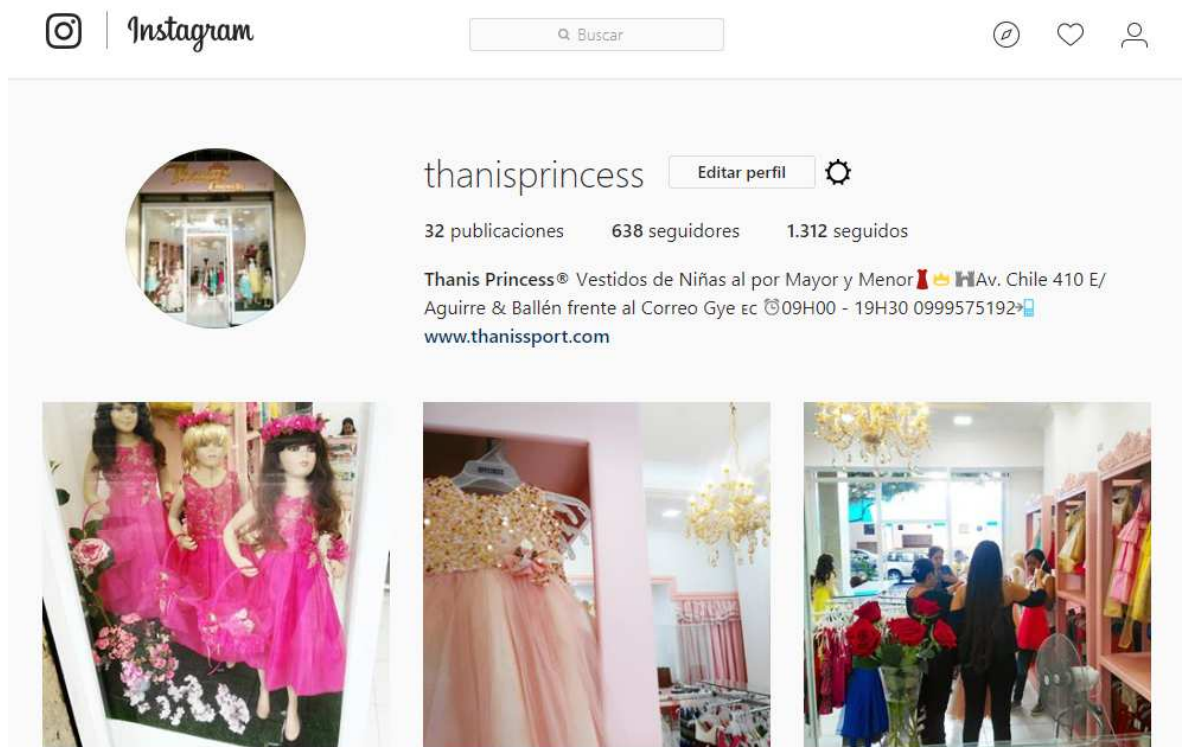 Instagram
Buscar
thanisprincess Editar perfil
32 publicaciones 638 seguidores 1.312 seguidos
Thanis Princess® Vestidos de Niñas al por Mayor y Menor Av. Chile 410 E/
Aguirre & Ballén frente al Correo Gye EC 09H00 - 19H30 0999575192
www.thanissport.com